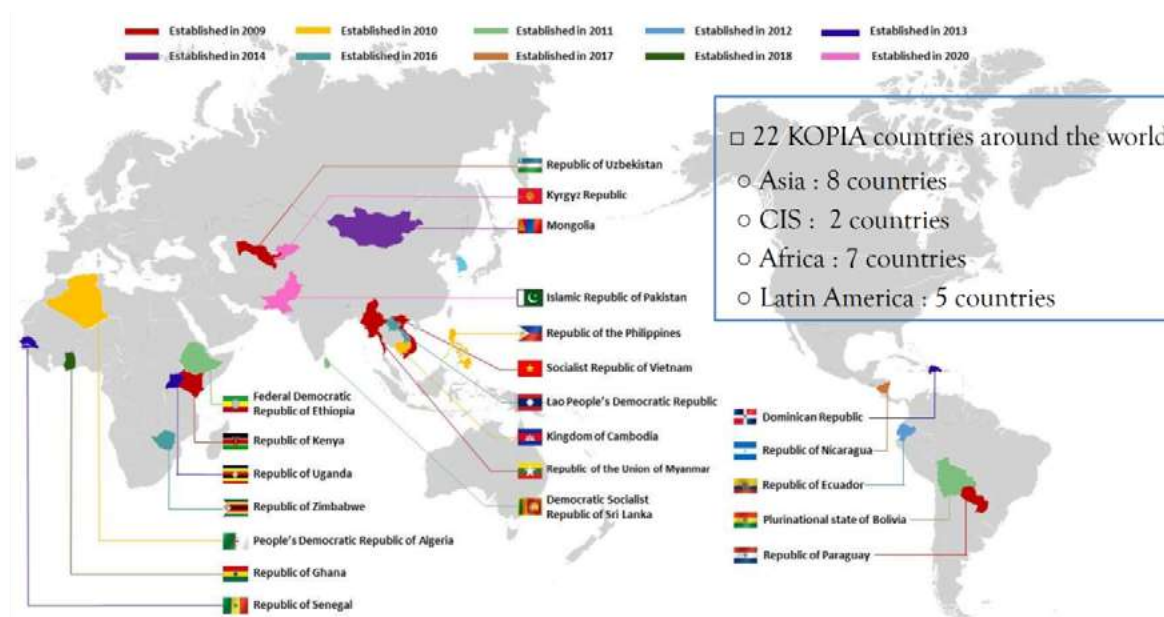 Established in 2009
Established in 2010
Established in 2011
Established in 2012
Established in 2013
Established in 2014
Established in 2016
Established in 2017
Established in 2018
Established in 2020
□ 22 KOPIA countries around the world
○ Asia : 8 countries
○ CIS : 2 countries
○ Africa : 7 countries
○ Latin America : 5 countries
Republic of Uzbekistan
Kyrgyz Republic
Mongolia
Islamic Republic of Pakistan
Republic of the Philippines
Socialist Republic of Vietnam
Lao People's Democratic Republic
Kingdom of Cambodia
Republic of the Union of Myanmar
Democratic Socialist
Republic of Sri Lanka
Federal Democratic
Republic of Ethiopia
Republic of Kenya
Republic of Uganda
Republic of Zimbabwe
People's Democratic Republic of Algeria
Republic of Ghana
Republic of Senegal
Dominican Republic
Republic of Nicaragua
Republic of Ecuador
Plurinational state of Bolivia
Republic of Paraguay